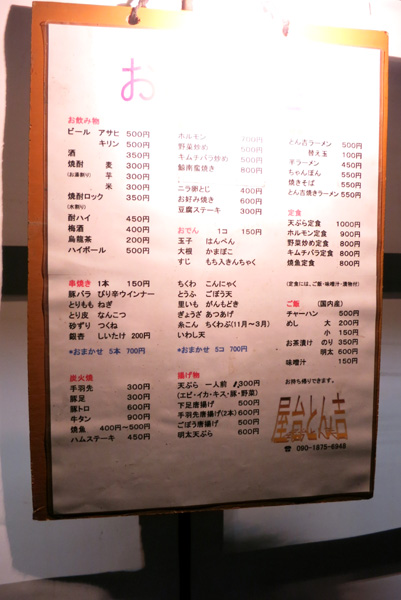 お
お飲み物
ビール アサヒ 500円
キリン 500円
酒 350円
焼酎 麦 300円
(お湯割り) 芋 300円
米 300円
焼酎ロック 350円
(水割り)
酎ハイ 450円
梅酒 400円
烏龍茶 200円
ハイボール 500円
串焼き 1本 150円
豚バラ ぴり辛ウインナー
とりもも ねぎ
とり皮 なんこつ
砂ずり つくね
銀杏 しいたけ 200円
*おまかせ 5本 *700円
炭火焼
手羽先 300円
豚足 300円
豚トロ 600円
牛タン 900円
焼魚 400円〜500円
ハムステーキ 450円
ホルモン 700円
野菜炒め 500円
キムチバラ炒め 500円
鯨南蛮焼き 800円
ニラ卵とじ 400円
お好み焼き 600円
豆腐ステーキ 300円
おでん 1コ 150円
玉子 はんぺん
大根 かまぼこ
すじ もち入きんちゃく
ちくわ こんにゃく
とうふ ごぼう天
里いも がんもどき
ぎょうざ あつあげ
糸こん ちくわぶ(11月〜3月)
いわし天
*おまかせ 5コ 700円
揚げ物
天ぷら 一人前 1300円
(エビ・イカ・キス・豚・野菜)
下足唐揚げ 500円
手羽先唐揚げ(2本) 600円
ごぼう唐揚げ 500円
明太天ぷら 600円
とん吉ラーメン 500円
替え玉 100円
半ラーメン 450円
ちゃんぽん 550円
焼きそば 550円
とん吉焼きラーメン 550円
定食
天ぷら定食 1000円
ホルモン定食 900円
野菜炒め定食 800円
キムチバラ定食 800円
焼魚定食 800円
(定食には、ご飯・味噌汁・漬物付)
ご飯 (国内産)
チャーハン 500円
めし 大 200円
小 150円
お茶漬け のり 350円
明太 600円
味噌汁 150円
お持ち帰りできます。
屋台とん吉
☎ 090-1875-6948